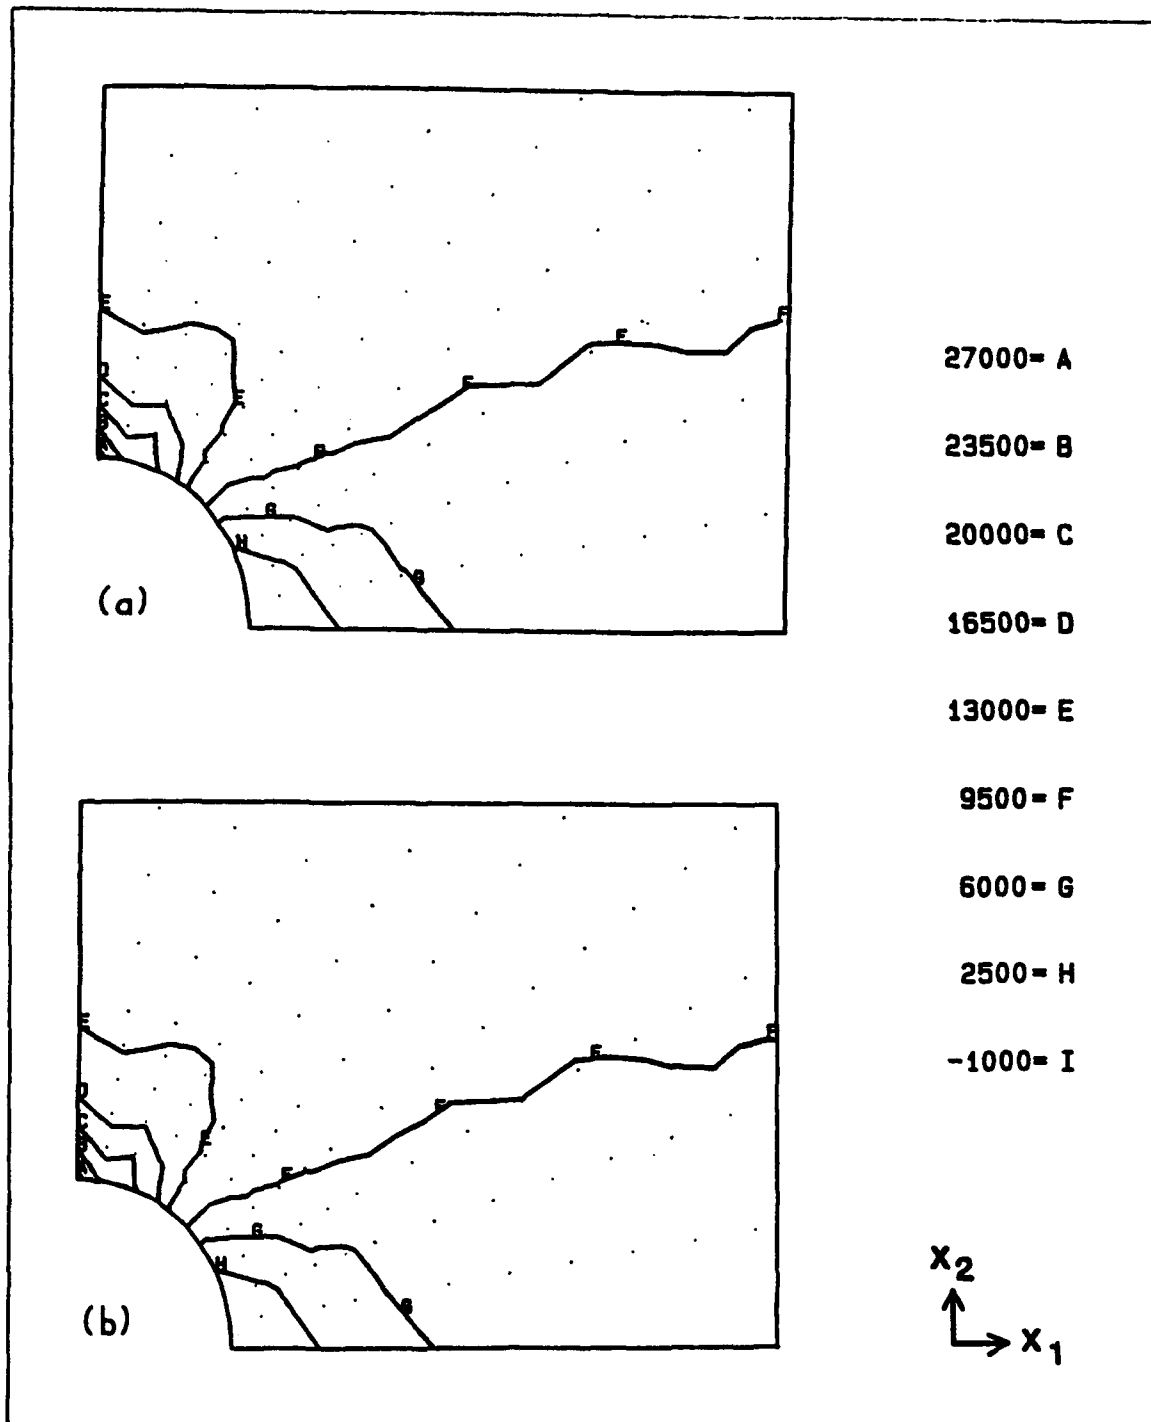 E
F
D
F
E
27000= A
C
F
23500= B
G
20000= C
H
G
(a)
16500= D
13000= E
9500= F
6000= G
2500= H
E
F
F
-1000= I
D
F
C
E
F
G
H
G
(b)
X2
X1